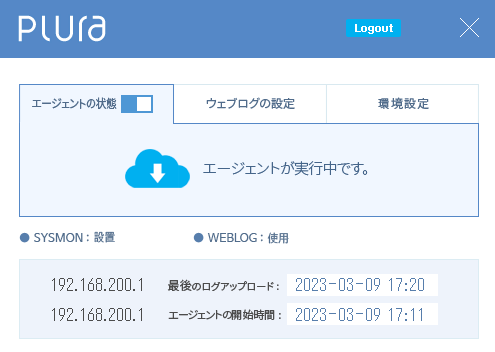 PLURA
Logout
エージェントの状態 ウェブログの設定 環境設定
エージェントが実行中です。
SYSMON : 設置 WEBLOG : 使用
192.168.200.1 最後のログアップロード : 2023-03-09 17:20
192.168.200.1 エージェントの開始時間 : 2023-03-09 17:11